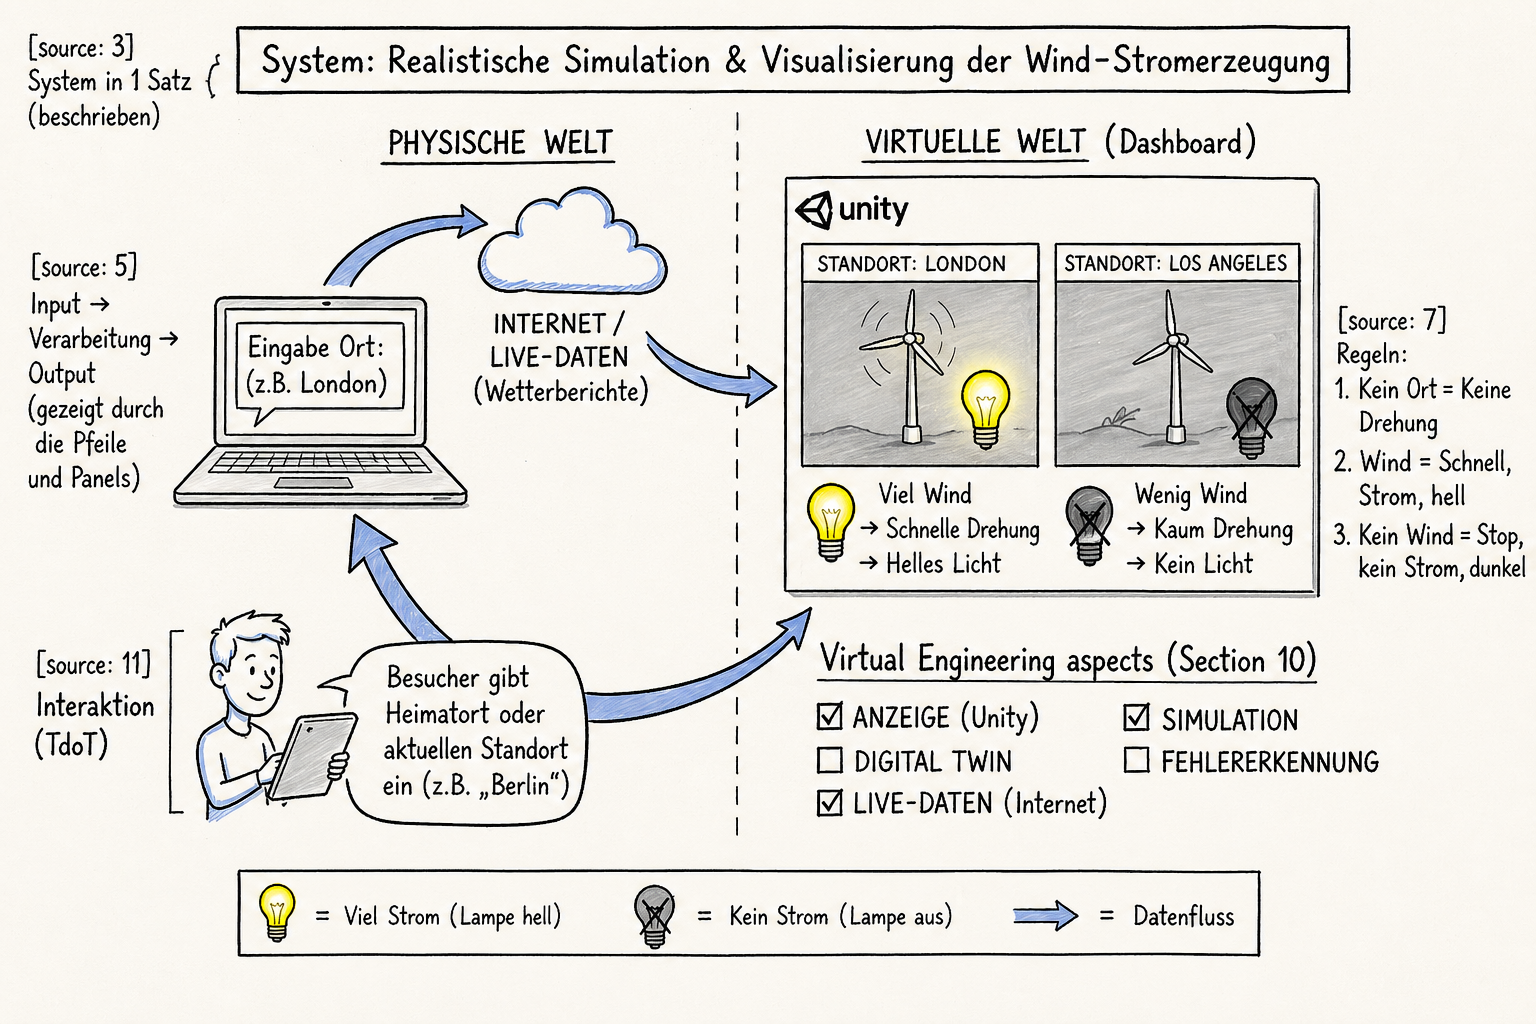 [source: 3]
System in 1 Satz
(beschrieben)
System: Realistische Simulation & Visualisierung der Wind-Stromerzeugung
PHYSISCHE WELT
VIRTUELLE WELT (Dashboard)
[source: 5]
Input →
Verarbeitung →
Output
(gezeigt durch
die Pfeile
und Panels)
Eingabe Ort:
(z.B. London)
INTERNET /
LIVE-DATEN
(Wetterberichte)
unity
STANDORT: LONDON
STANDORT: LOS ANGELES
Viel Wind
→ Schnelle Drehung
→ Helles Licht
Wenig Wind
→ Kaum Drehung
→ Kein Licht
[source: 7]
Regeln:
1. Kein Ort = Keine
Drehung
2. Wind = Schnell,
Strom, hell
3. Kein Wind = Stop,
kein Strom, dunkel
[source: 11]
Interaktion
(TdoT)
Besucher gibt
Heimatort oder
aktuellen Standort
ein (z.B. „Berlin“)
Virtual Engineering aspects (Section 10)
☑ ANZEIGE (Unity)
☑ SIMULATION
☐ DIGITAL TWIN
☐ FEHLERERKENNUNG
☑ LIVE-DATEN (Internet)
= Viel Strom (Lampe hell)
= Kein Strom (Lampe aus)
= Datenfluss